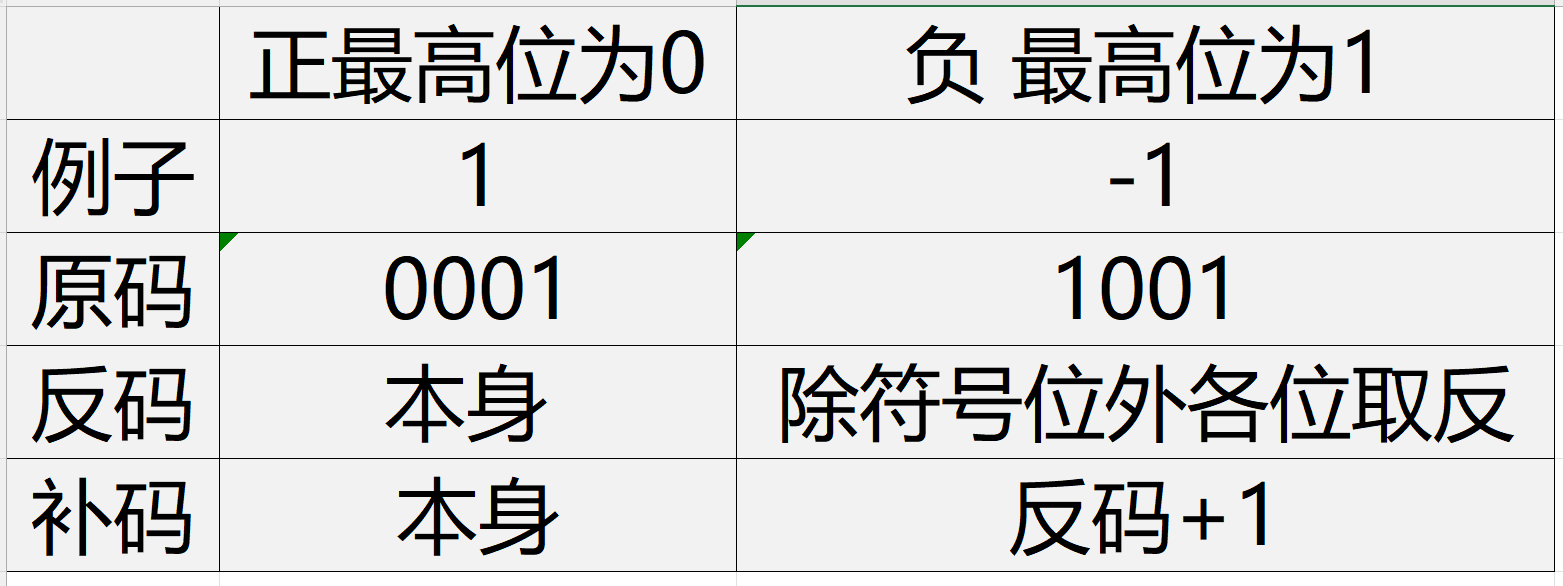 正最高位为0 负 最高位为1
例子 1 -1
原码 0001 1001
反码 本身 除符号位外各位取反
补码 本身 反码+1